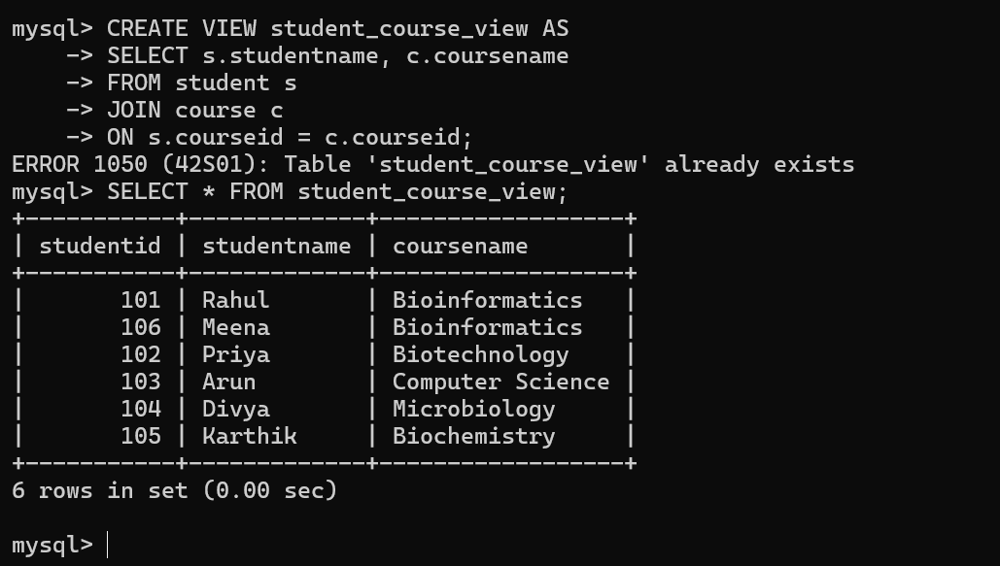 mysql> CREATE VIEW student_course_view AS
    -> SELECT s.studentname, c.coursename
    -> FROM student s
    -> JOIN course c
    -> ON s.courseid = c.courseid;
ERROR 1050 (42S01): Table 'student_course_view' already exists
mysql> SELECT * FROM student_course_view;
+-----------+-------------+------------------+
| studentid | studentname | coursename       |
+-----------+-------------+------------------+
|       101 | Rahul       | Bioinformatics   |
|       106 | Meena       | Bioinformatics   |
|       102 | Priya       | Biotechnology    |
|       103 | Arun        | Computer Science |
|       104 | Divya       | Microbiology     |
|       105 | Karthik     | Biochemistry     |
+-----------+-------------+------------------+
6 rows in set (0.00 sec)

mysql>